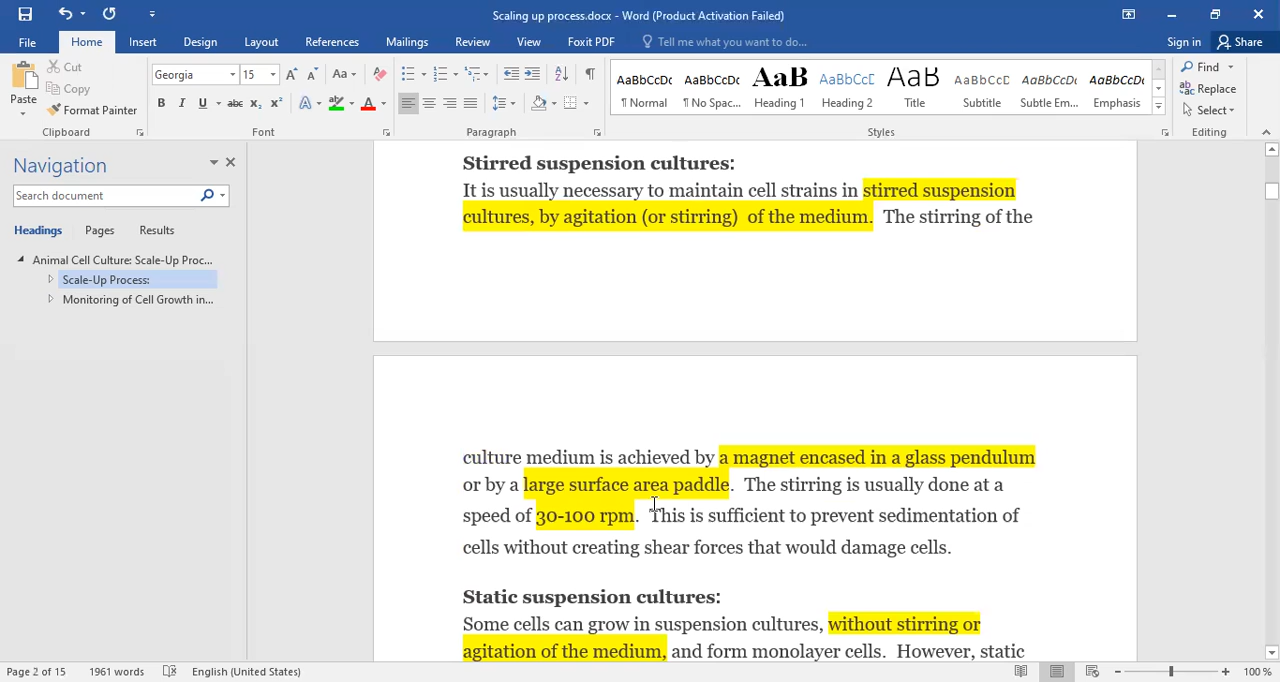 Scaling up process.docx - Word (Product Activation Failed)
File Home Insert Design Layout References Mailings Review View Foxit PDF Tell me what you want to do... Sign in Share
Paste Cut Copy Format Painter
Georgia 15 Aa
B I U abc X₂ X² A A
AaBbCcDc AaBbCcDc AaB AaBbCcD AaB AaBbCcD AaBbCcDc AaBbCcDc
¶ Normal ¶ No Spac... Heading 1 Heading 2 Title Subtitle Subtle Em... Emphasis
Find Replace Select
Clipboard Font Paragraph Styles Editing
Navigation
Search document
Headings Pages Results
Animal Cell Culture: Scale-Up Proc...
Scale-Up Process:
Monitoring of Cell Growth in...
Stirred suspension cultures:
It is usually necessary to maintain cell strains in stirred suspension
cultures, by agitation (or stirring)  of the medium.  The stirring of the
culture medium is achieved by a magnet encased in a glass pendulum
or by a large surface area paddle.  The stirring is usually done at a
speed of 30-100 rpm.  This is sufficient to prevent sedimentation of
cells without creating shear forces that would damage cells.
Static suspension cultures:
Some cells can grow in suspension cultures, without stirring or
agitation of the medium, and form monolayer cells.  However, static
Page 2 of 15 1961 words English (United States) 100 %